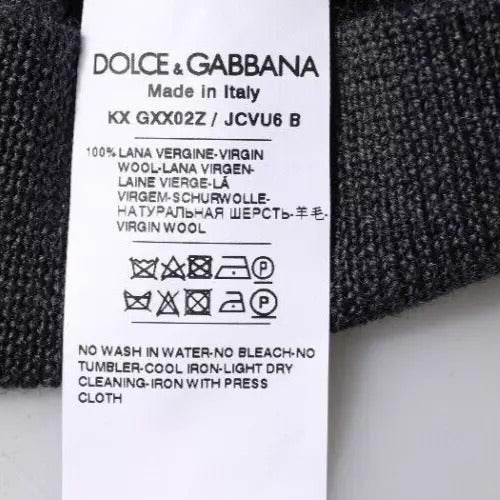 DOLCE & GABBANA
Made in Italy
KX GXX02Z / JCVU6 B
100% LANA VERGINE-VIRGIN
WOOL-LANA VIRGEN-
LAINE VIERGE-LÃ
VIRGEM-SCHURWOLLE-
НАТУРАЛЬНАЯ ШЕРСТЬ-羊毛-
VIRGIN WOOL
P
P
NO WASH IN WATER-NO BLEACH-NO
TUMBLER-COOL IRON-LIGHT DRY
CLEANING-IRON WITH PRESS
CLOTH